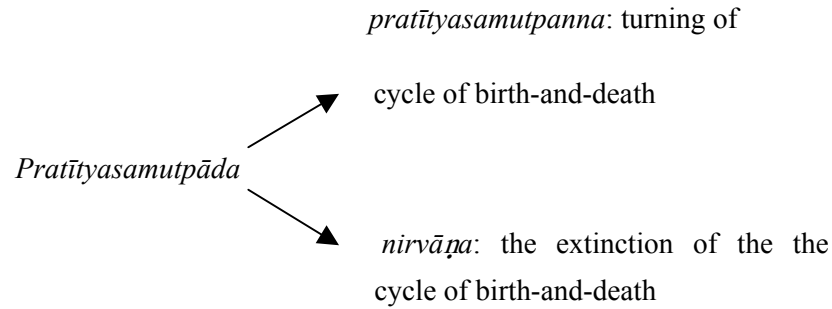 pratītyasamutpanna: turning of
cycle of birth-and-death
Pratītyasamutpāda
nirvāṇa: the extinction of the the
cycle of birth-and-death